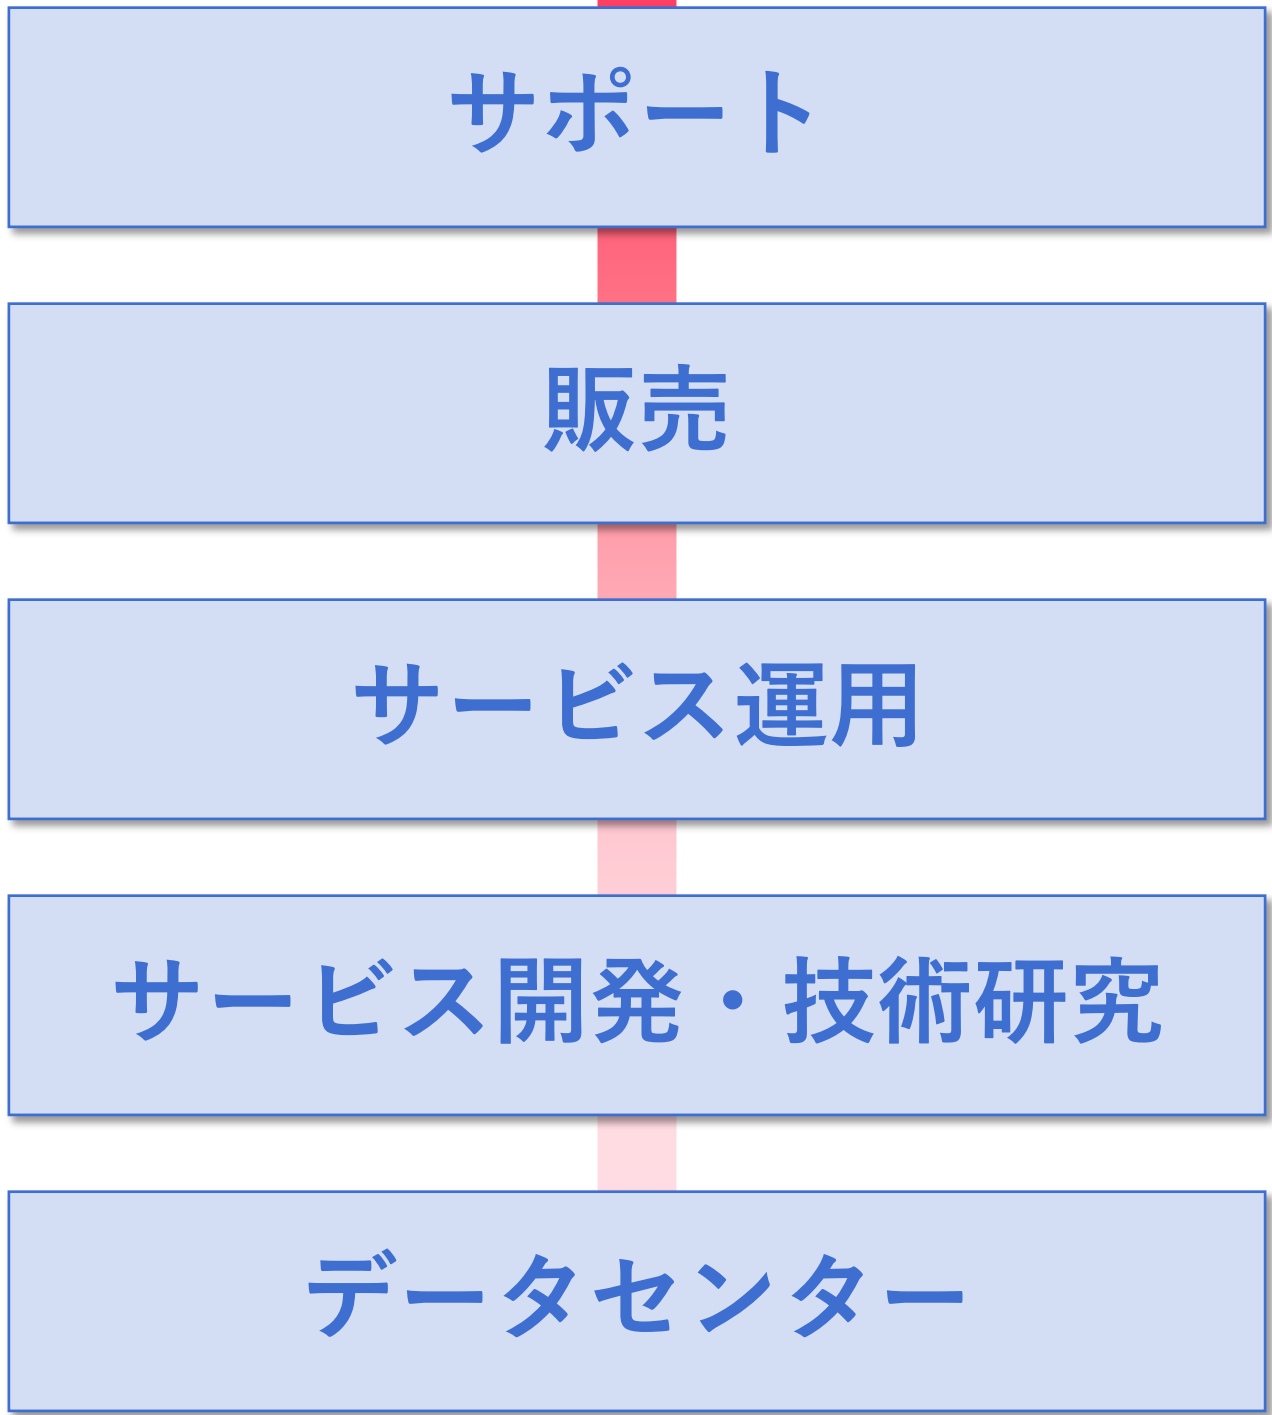 サポート
販売
サービス運用
サービス開発・技術研究
データセンター